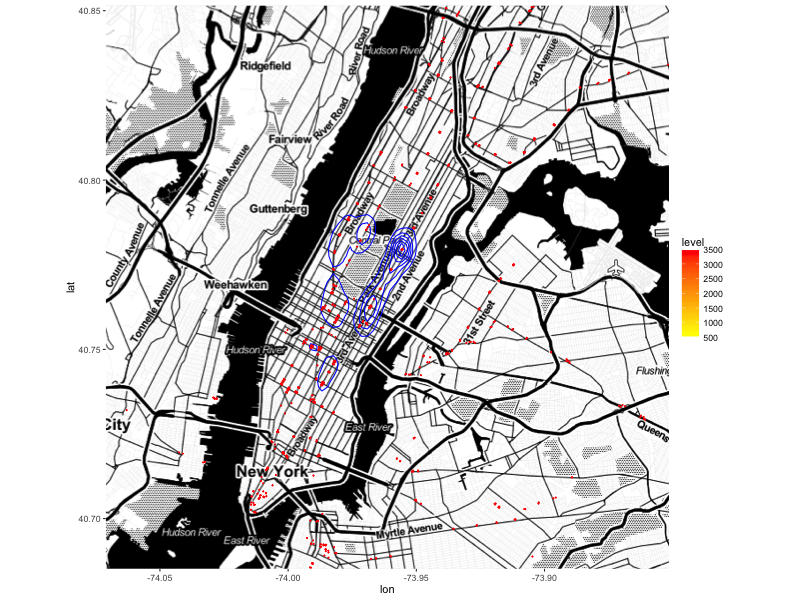 40.85
40.80
40.75
40.70
lat
Hudson River
Ridgefield
River Road
3rd Avenue
Broadway
Fairview
River Road
Tonnelle Avenue
Guttenberg
Broadway
3rd Avenue
Central P
County Avenue
Park Avenue
2nd Avenue
Weehawken
Tonnelle Avenue
31st Street
Hudson River
3rd Avenue
Flushing
City
East River
Queens
Broadway
New York
Hudson River
East River
Myrtle Avenue
-74.05
-74.00
-73.95
-73.90
lon
level
3500
3000
2500
2000
1500
1000
500